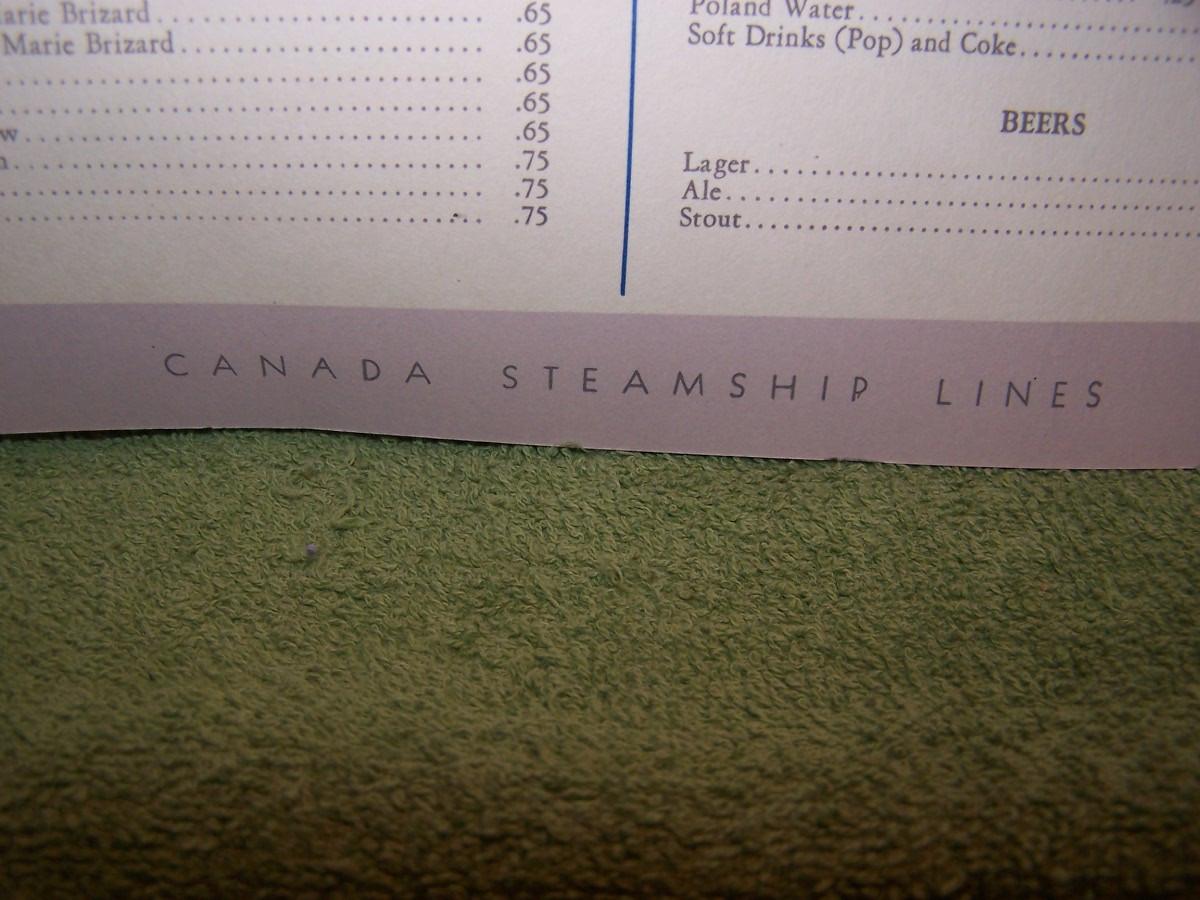 arie Brizard .65
Marie Brizard .65
.65
.65
w .65
.75
.75
.75
Poland Water
Soft Drinks (Pop) and Coke
BEERS
Lager
Ale
Stout
CANADA STEAMSHIP LINES